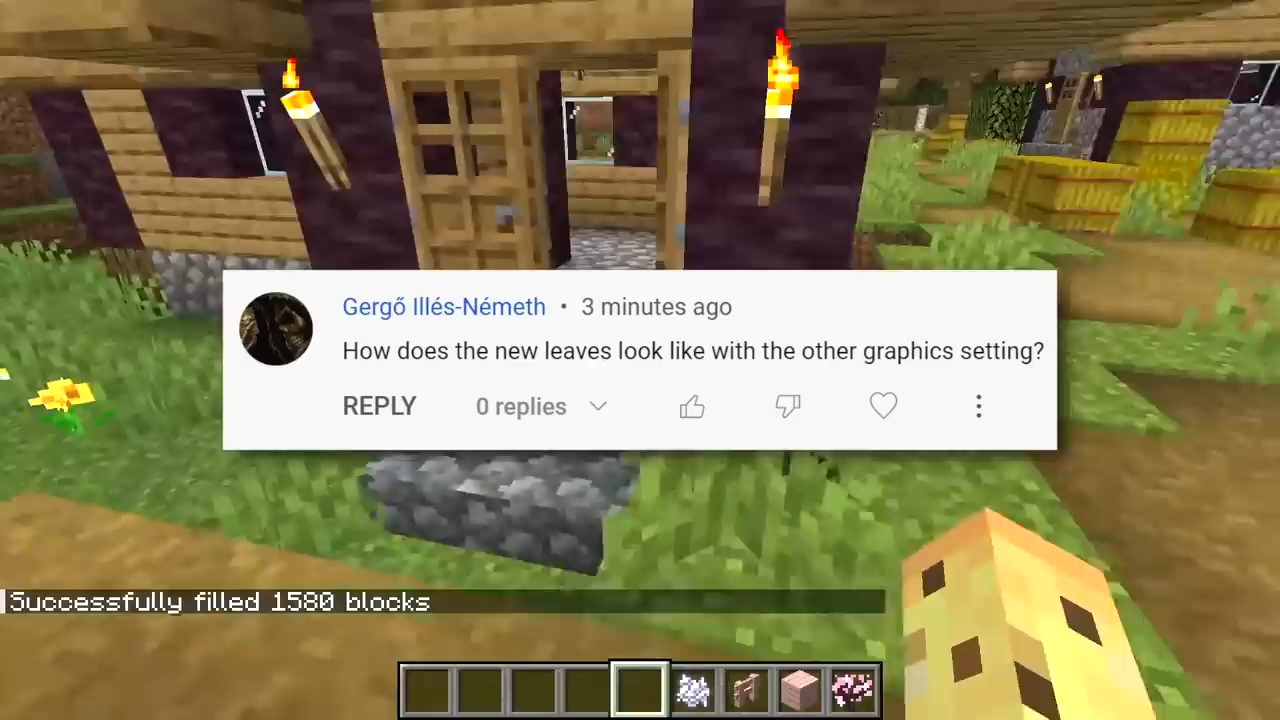 Gergő Illés-Németh • 3 minutes ago
How does the new leaves look like with the other graphics setting?
REPLY 0 replies
Successfully filled 1580 blocks